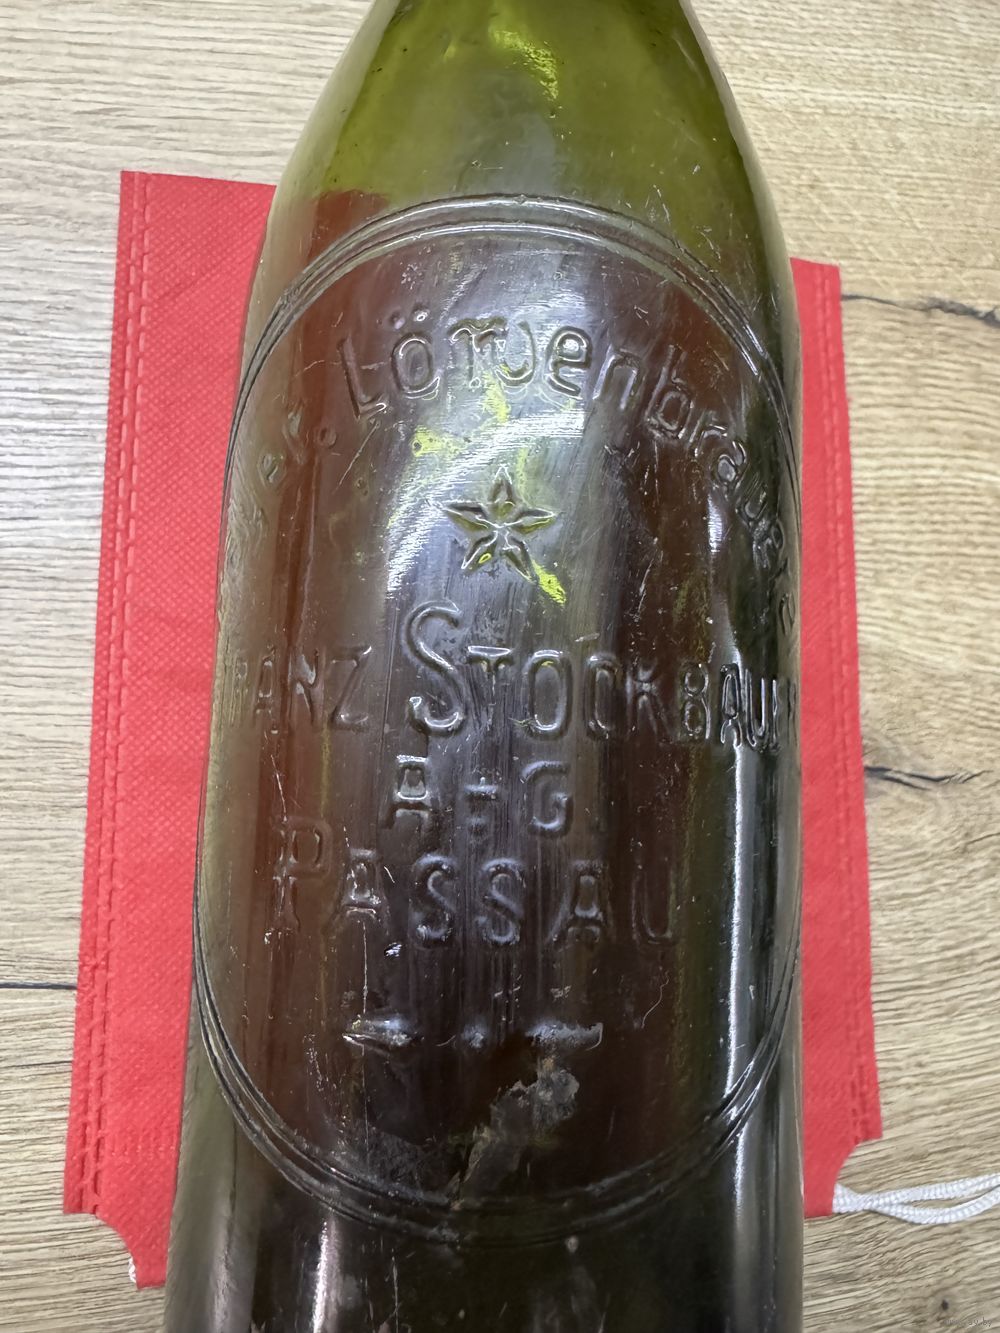 Löwenbrauerei
FRANZ STOCKBAUER
A=G
PASSAU